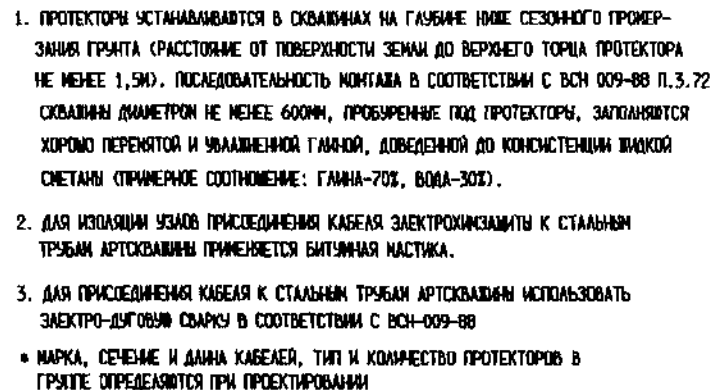 1. ПРОТЕКТОРЫ УСТАНАВЛИВАЮТСЯ В СКВАЖИНАХ НА ГЛУБИНЕ НИЖЕ СЕЗОННОГО ПРОМЕР-
ЗАНИЯ ГРУНТА (РАССТОЯНИЕ ОТ ПОВЕРХНОСТИ ЗЕМЛИ ДО ВЕРХНЕГО ТОРЦА ПРОТЕКТОРА
НЕ МЕНЕЕ 1,5М). ПОСЛЕДОВАТЕЛЬНОСТЬ МОНТАЖА В СООТВЕТСТВИИ С ВСН 009-88 П.3.72
СКВАЖИНЫ ДИАМЕТРОМ НЕ МЕНЕЕ 600ММ, ПРОБУРЕННЫЕ ПОД ПРОТЕКТОРЫ, ЗАПОЛНЯЮТСЯ
ХОРОШО ПЕРЕМЯТОЙ И УВЛАЖНЕННОЙ ГЛИНОЙ, ДОВЕДЕННОЙ ДО КОНСИСТЕНЦИИ ЖИДКОЙ
СМЕТАНЫ (ПРИМЕРНОЕ СООТНОШЕНИЕ: ГЛИНА-70%, ВОДА-30%).
2. ДЛЯ ИЗОЛЯЦИИ УЗЛОВ ПРИСОЕДИНЕНИЯ КАБЕЛЯ ЭЛЕКТРОХИМЗАЩИТЫ К СТАЛЬНЫМ
ТРУБАМ АРТСКВАЖИНЫ ПРИМЕНЯЕТСЯ БИТУМНАЯ МАСТИКА.
3. ДЛЯ ПРИСОЕДИНЕНИЯ КАБЕЛЯ К СТАЛЬНЫМ ТРУБАМ АРТСКВАЖИНЫ ИСПОЛЬЗОВАТЬ
ЭЛЕКТРО-ДУГОВУЮ СВАРКУ В СООТВЕТСТВИИ С ВСН-009-88
* МАРКА, СЕЧЕНИЕ И ДЛИНА КАБЕЛЕЙ, ТИП И КОЛИЧЕСТВО ПРОТЕКТОРОВ В
ГРУППЕ ОПРЕДЕЛЯЮТСЯ ПРИ ПРОЕКТИРОВАНИИ